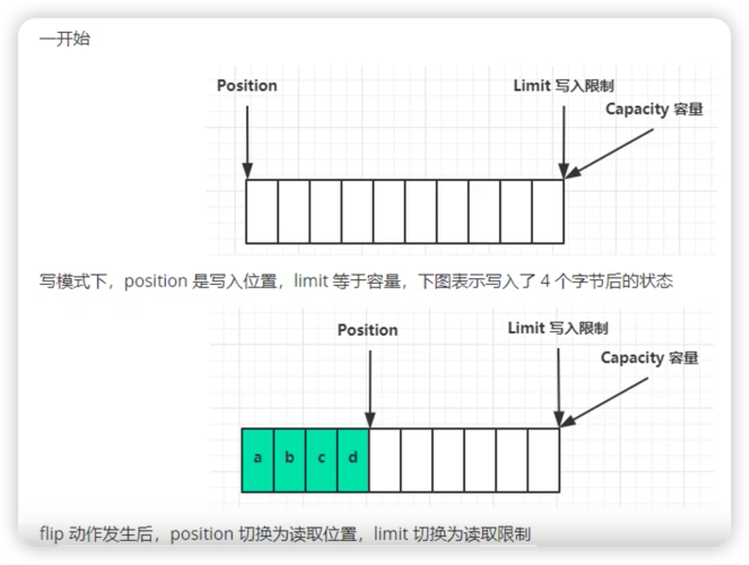 一开始
Position
Limit 写入限制
Capacity 容量
写模式下，position 是写入位置，limit 等于容量，下图表示写入了 4 个字节后的状态
Position
Limit 写入限制
Capacity 容量
a b c d
flip 动作发生后，position 切换为读取位置，limit 切换为读取限制